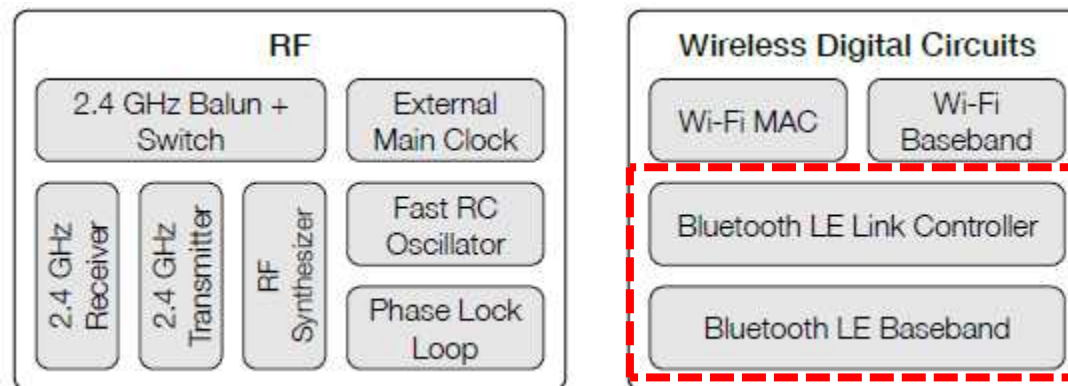 RF
2.4 GHz Balun +
Switch
External
Main Clock
2.4 GHz
Receiver
2.4 GHz
Transmitter
RF
Synthesizer
Fast RC
Oscillator
Phase Lock
Loop
Wireless Digital Circuits
Wi-Fi MAC
Wi-Fi
Baseband
Bluetooth LE Link Controller
Bluetooth LE Baseband